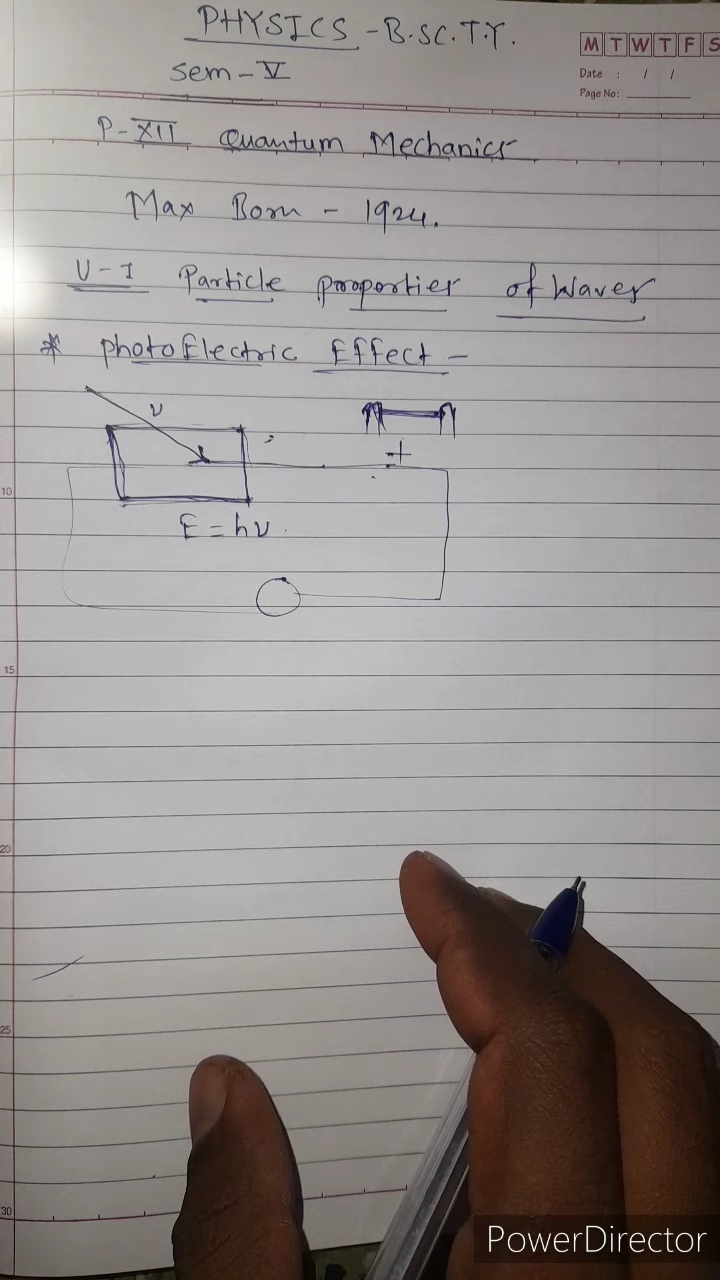 PHYSICS - B.SC.T.Y.
M T W T F S
sem - V
Date : / /
Page No:
P-XII Quantum Mechanics
Max Born - 1924.
U-I Particle properties of Waves
* PhotoElectric Effect -
ν
+
10
E = hν
15
20
25
30
PowerDirector